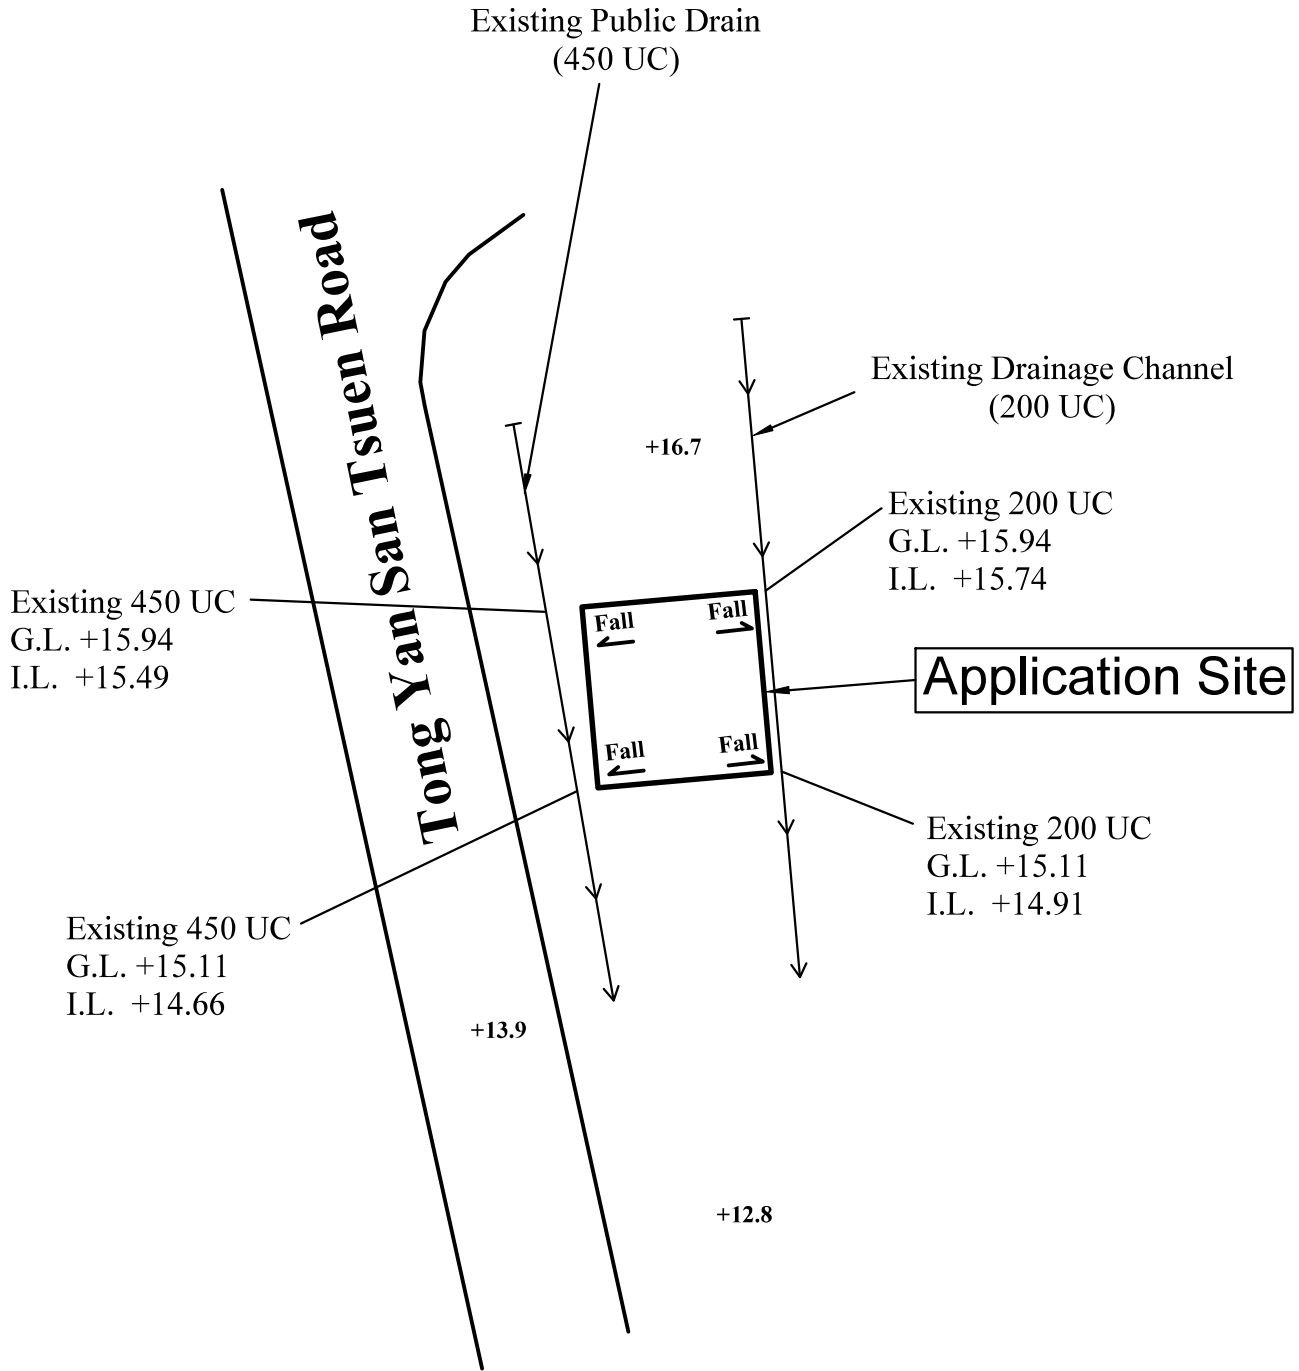 Existing Public Drain
(450 UC)
Tong Yan San Tsuen Road
Existing Drainage Channel
(200 UC)
+16.7
Existing 200 UC
G.L. +15.94
I.L. +15.74
Existing 450 UC
G.L. +15.94
I.L. +15.49
Fall
Fall
Application Site
Fall
Fall
Existing 200 UC
G.L. +15.11
I.L. +14.91
Existing 450 UC
G.L. +15.11
I.L. +14.66
+13.9
+12.8